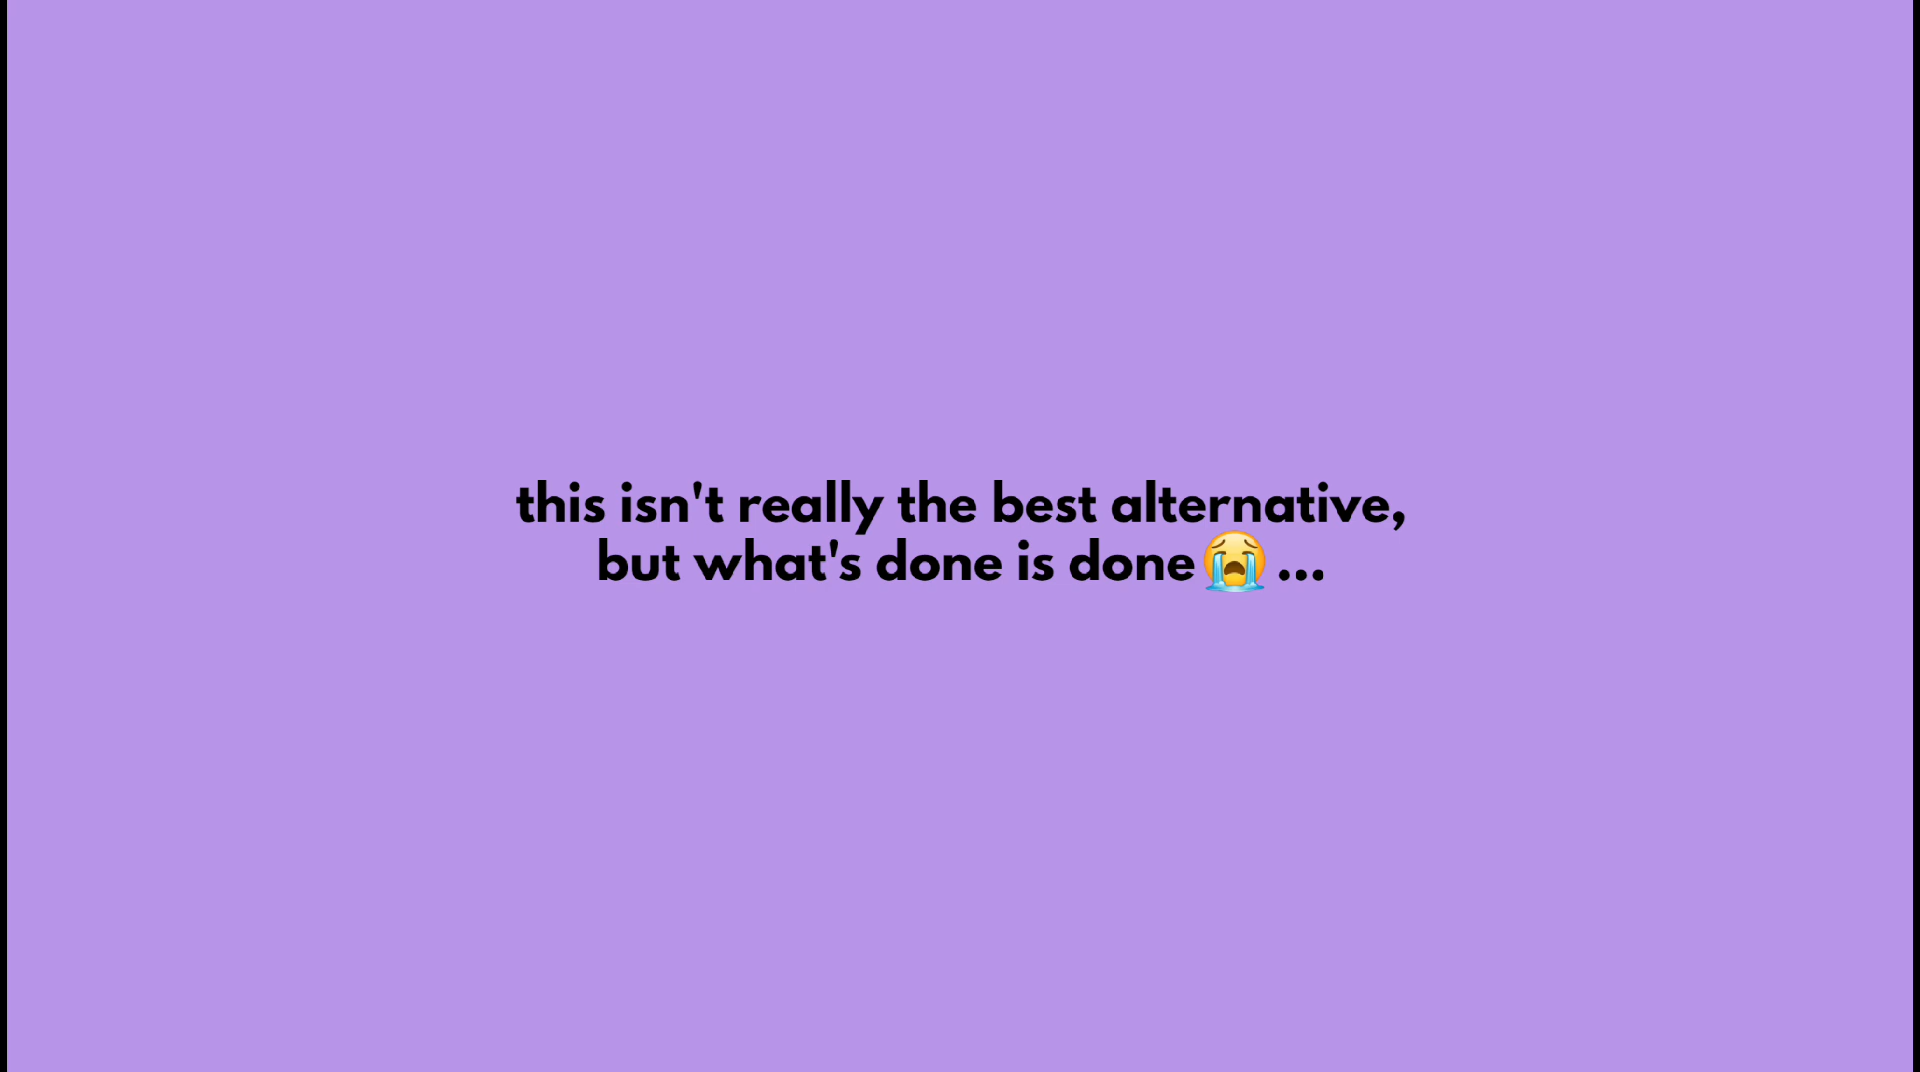 this isn't really the best alternative,
but what's done is done😭...